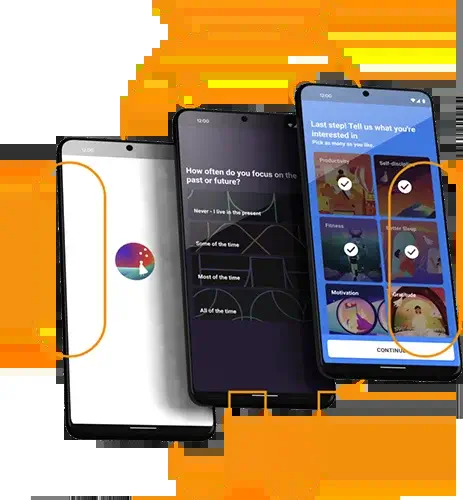 12:00
12:00
How often do you focus on the
past or future?
Never - I live in the present
Some of the time
Most of the time
All of the time
12:00
Last step! Tell us what you're
interested in
Pick as many as you like.
Productivity
Self-discipline
Fitness
Better Sleep
Motivation
Gratitude
CONTINUE